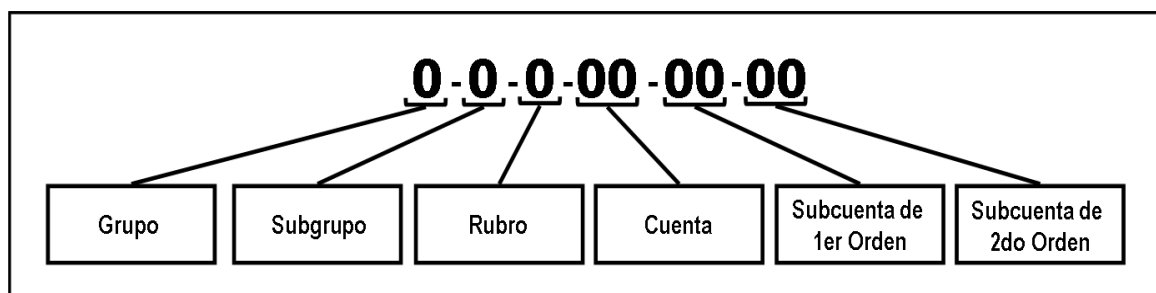 0-0-0-00-00-00
Grupo
Subgrupo
Rubro
Cuenta
Subcuenta de
1er Orden
Subcuenta de
2do Orden